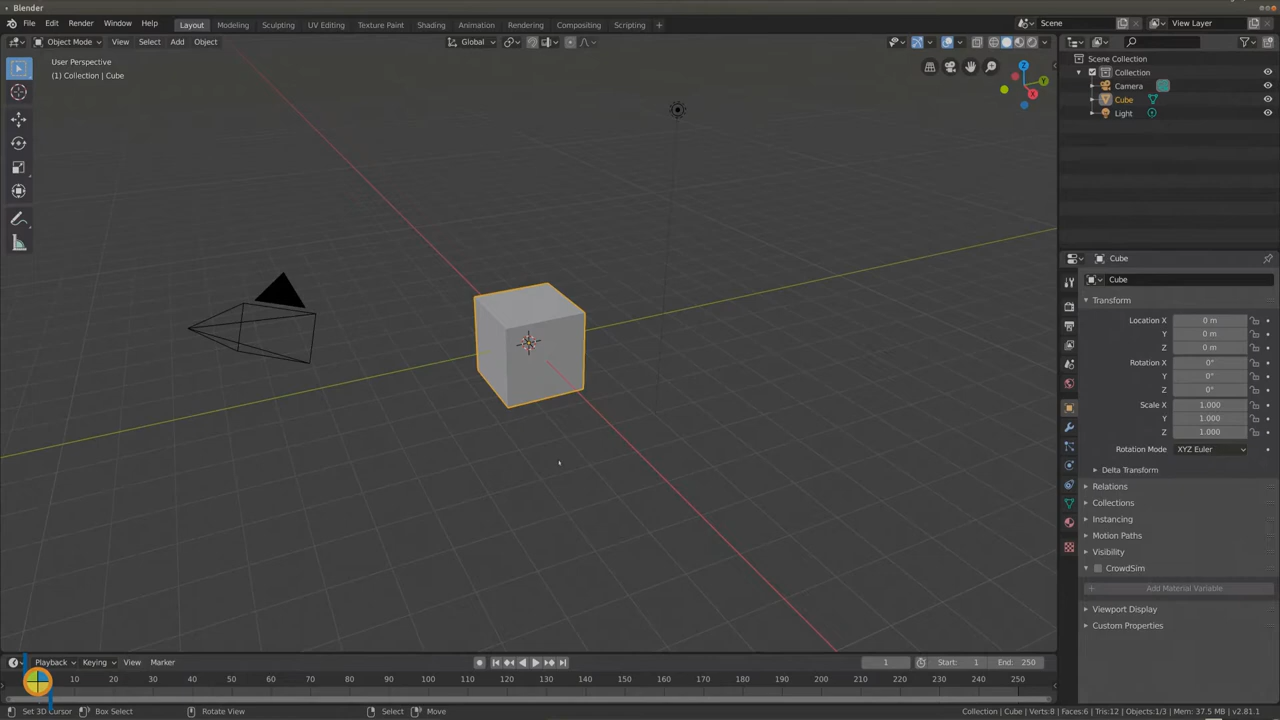 Blender
File Edit Render Window Help Layout Modeling Sculpting UV Editing Texture Paint Shading Animation Rendering Compositing Scripting + Scene View Layer
Object Mode View Select Add Object Global
User Perspective
(1) Collection | Cube
Z
Y
X
Scene Collection
Collection
Camera
Cube
Light
Cube
Cube
Transform
Location X 0 m
Y 0 m
Z 0 m
Rotation X 0°
Y 0°
Z 0°
Scale X 1.000
Y 1.000
Z 1.000
Rotation Mode XYZ Euler
Delta Transform
Relations
Collections
Instancing
Motion Paths
Visibility
CrowdSim
+ Add Material Variable
Viewport Display
Custom Properties
Playback Keying View Marker 1 Start: 1 End: 250
10 20 30 40 50 60 70 80 90 100 110 120 130 140 150 160 170 180 190 200 210 220 230 240 250
Set 3D Cursor Box Select Rotate View Select Move Collection | Cube | Verts:8 | Faces:6 | Tris:12 | Objects:1/3 | Mem: 37.5 MB | v2.81.1